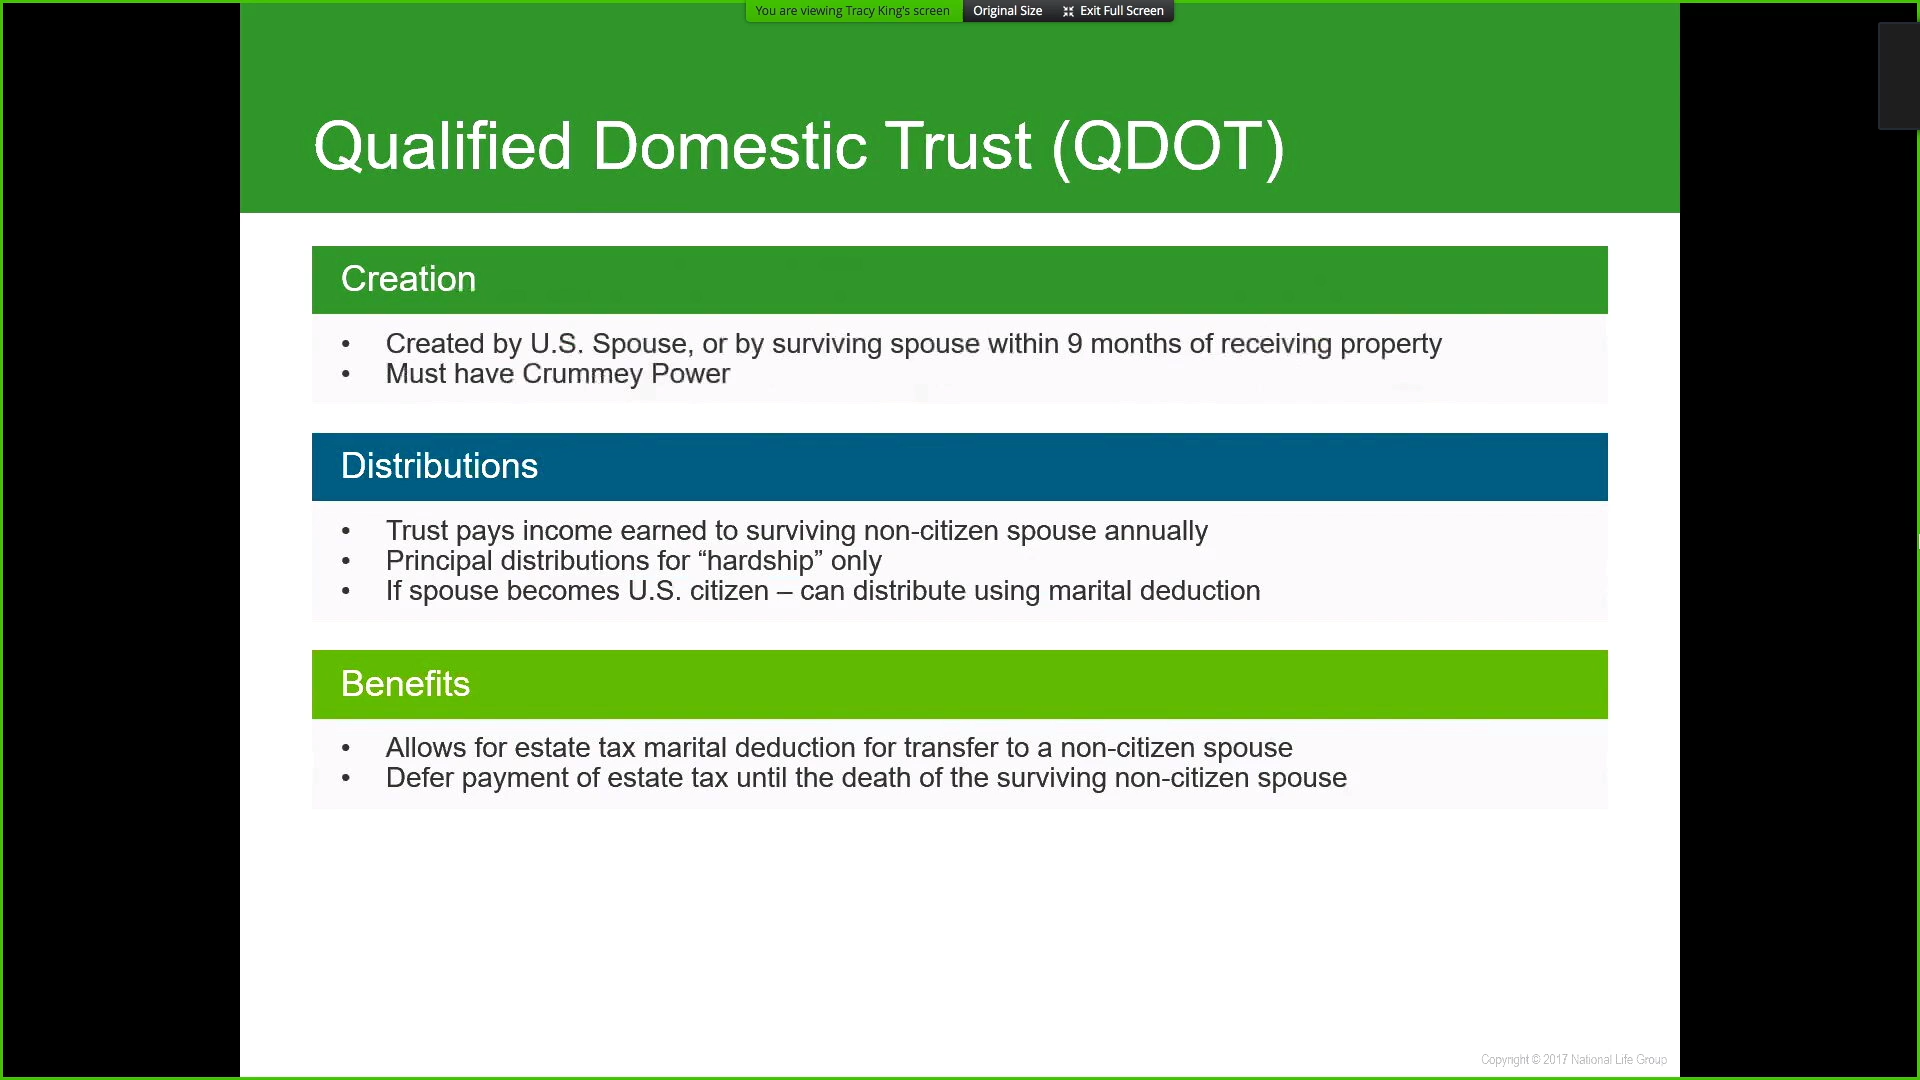 You are viewing Tracy King's screen Original Size Exit Full Screen
Qualified Domestic Trust (QDOT)
Creation
• Created by U.S. Spouse, or by surviving spouse within 9 months of receiving property
• Must have Crummey Power
Distributions
• Trust pays income earned to surviving non-citizen spouse annually
• Principal distributions for “hardship” only
• If spouse becomes U.S. citizen – can distribute using marital deduction
Benefits
• Allows for estate tax marital deduction for transfer to a non-citizen spouse
• Defer payment of estate tax until the death of the surviving non-citizen spouse
Copyright © 2017 National Life Group